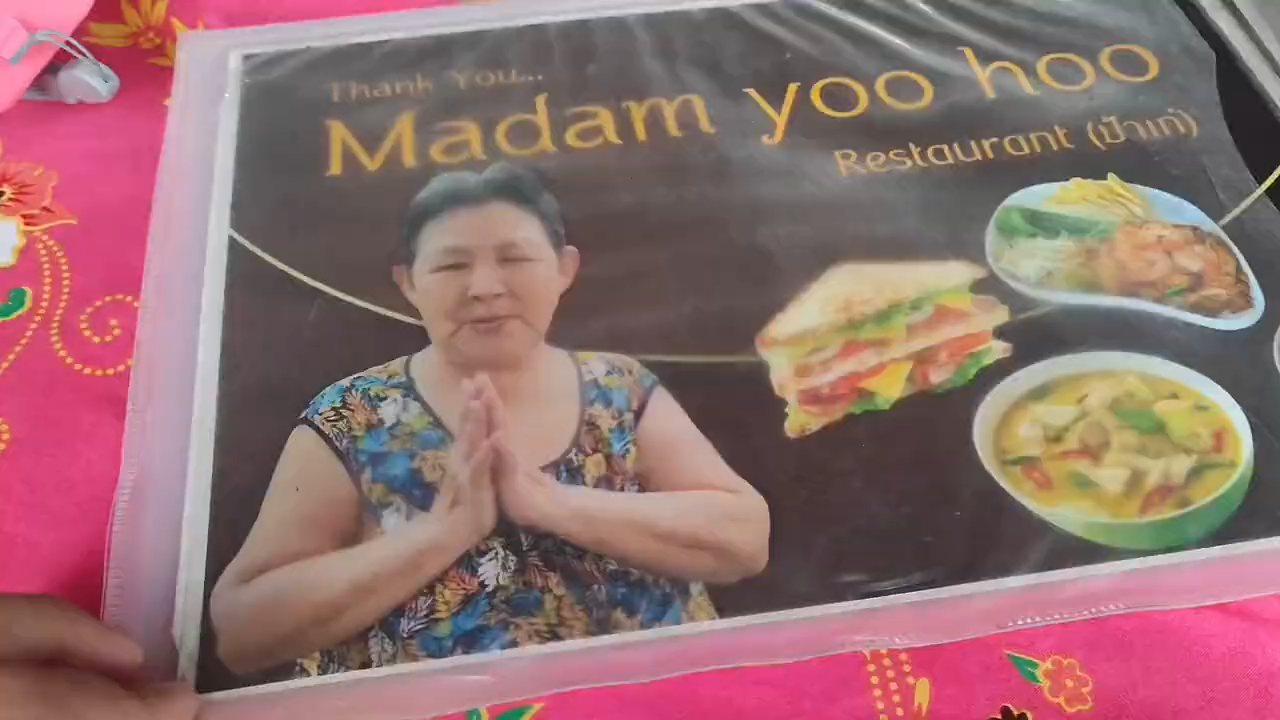 Thank You..
Madam yoo hoo
Restaurant (ป้าเก๋)